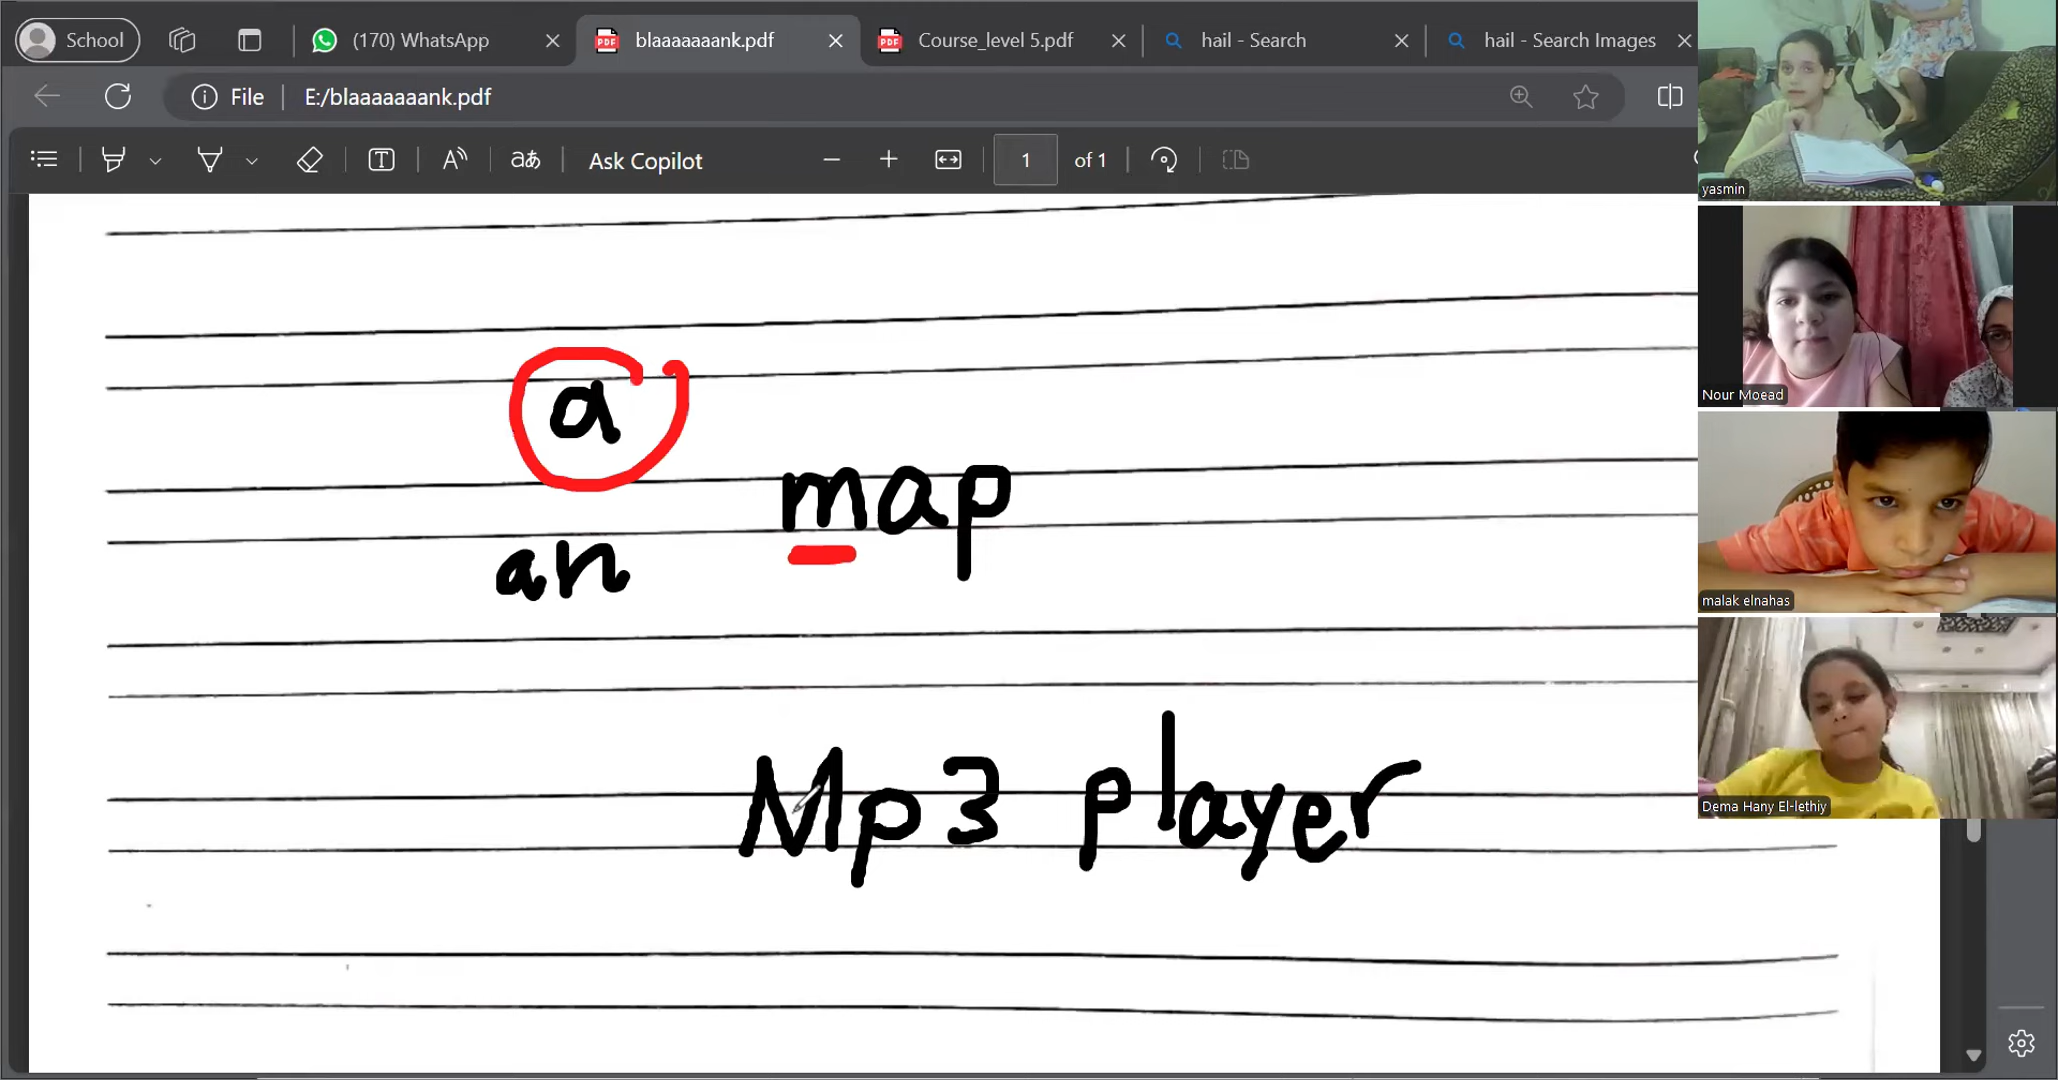 School
(170) WhatsApp
blaaaaaaank.pdf
Course_level 5.pdf
hail - Search
hail - Search Images
File
E:/blaaaaaaank.pdf
Ask Copilot
1
of 1
a
map
an
Mp3 player
yasmin
Nour Moead
malak elnahas
Dema Hany El-lethiy